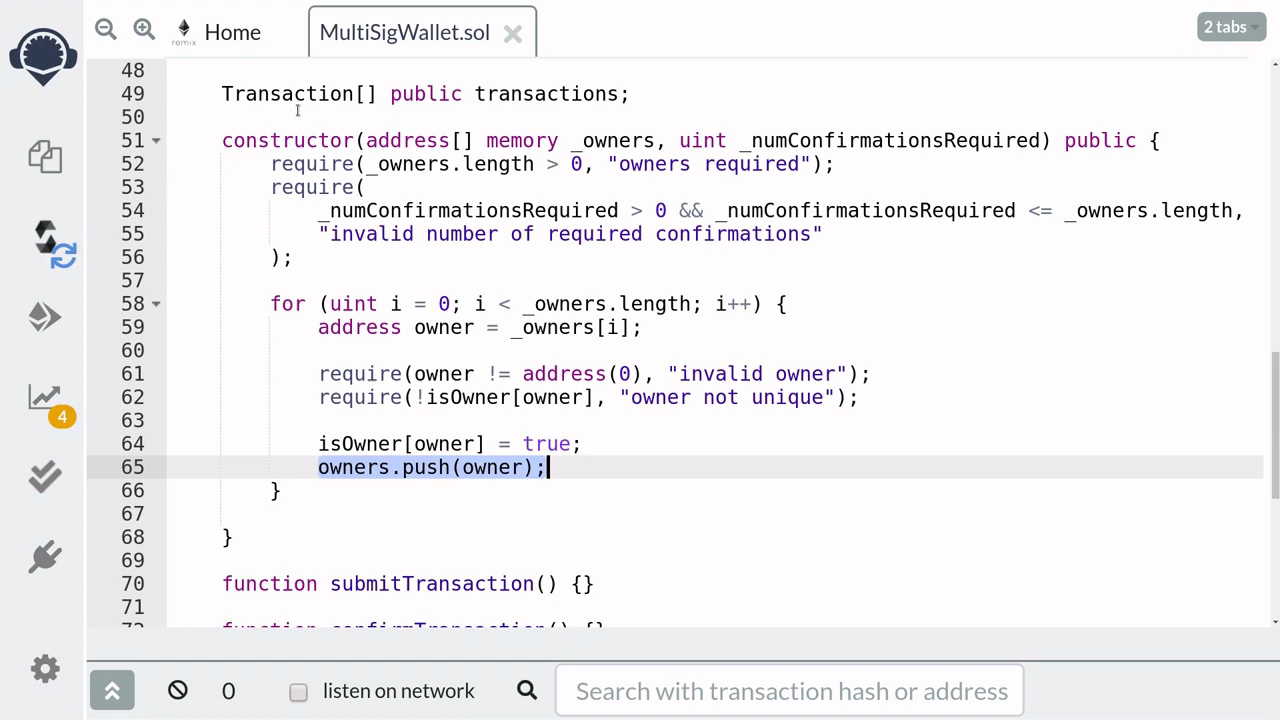 Home
MultiSigWallet.sol
2 tabs
remix
48
49 Transaction[] public transactions;
50
51 constructor(address[] memory _owners, uint _numConfirmationsRequired) public {
52 require(_owners.length > 0, "owners required");
53 require(
54 _numConfirmationsRequired > 0 && _numConfirmationsRequired <= _owners.length,
55 "invalid number of required confirmations"
56 );
57
58 for (uint i = 0; i < _owners.length; i++) {
59 address owner = _owners[i];
60
61 require(owner != address(0), "invalid owner");
62 require(!isOwner[owner], "owner not unique");
63
64 isOwner[owner] = true;
65 owners.push(owner);
66 }
67
68 }
69
70 function submitTransaction() {}
71
72 function confirmTransaction() {}
4
0
listen on network
Search with transaction hash or address